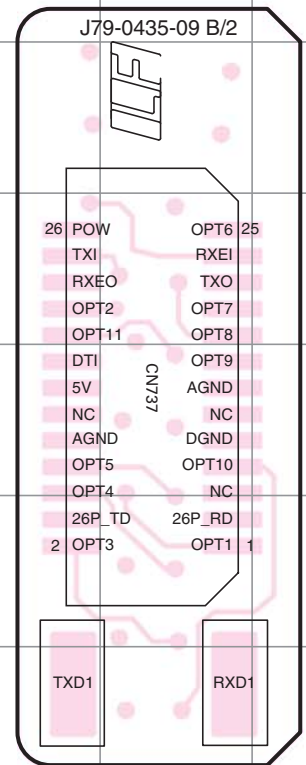 J79-0435-09 B/2
26 POW OPT6 25
TXI RXEI
RXEO TXO
OPT2 OPT7
OPT11 OPT8
DTI OPT9
5V AGND
NC NC
AGND DGND
OPT5 OPT10
OPT4 NC
26P_TD 26P_RD
2 OPT3 OPT1 1
CN737
TXD1 RXD1